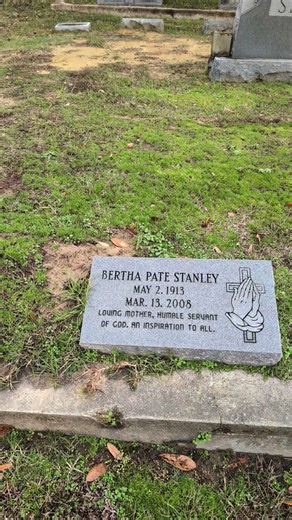 BERTHA PATE STANLEY
MAY 2, 1913
MAR. 13, 2008
LOVING MOTHER, HUMBLE SERVANT
OF GOD, AN INSPIRATION TO ALL.